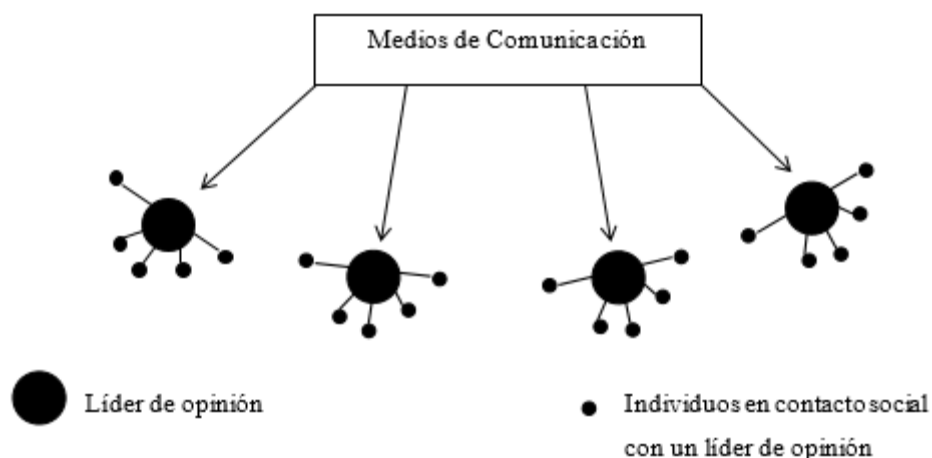 Medios de Comunicación
Líder de opinión
Individuos en contacto social
con un líder de opinión